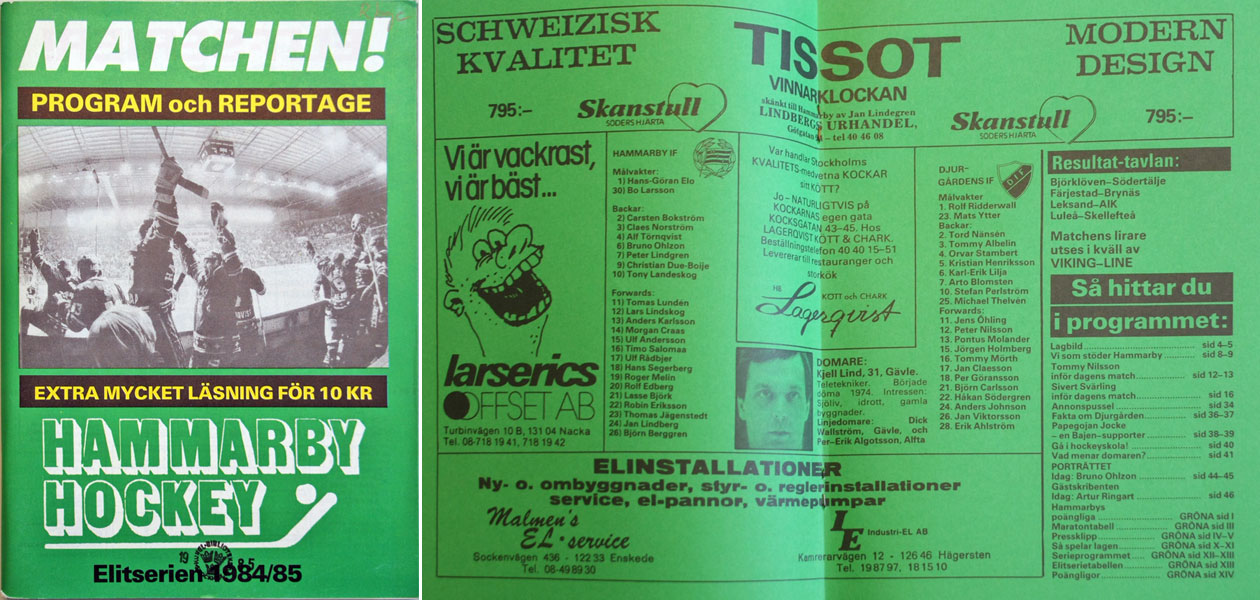 MATCHEN!
PROGRAM och REPORTAGE
EXTRA MYCKET LÄSNING FÖR 10 KR
HAMMARBY
HOCKEY
Elitserien 1984/85
SCHWEIZISK
KVALITET
795:–
Skanstull
SÖDERS HJÄRTA
TISSOT
VINNARKLOCKAN
skänkt till Hammarby av Jan Lindegren
LINDBERGS URHANDEL,
MODERN
DESIGN
Skanstull
SÖDERS HJÄRTA
795:–
Vi är vackrast,
vi är bäst...
larserics
OFFSET AB
Turbinvägen 10 B, 131 04 Nacka
Tel. 08-718 19 41, 718 19 42
HAMMARBY IF
Målvakter:
1) Hans-Göran Elo
30) Bo Larsson
Backar:
2) Carsten Bokström
3) Claes Norström
4) Alf Törnqvist
6) Bruno Ohlzon
7) Peter Lindgren
9) Christian Due-Boije
10) Tony Landeskog
Forwards:
11) Tomas Lundén
12) Lars Lindskog
13) Anders Karlsson
14) Morgan Craas
15) Ulf Andersson
16) Timo Salomaa
17) Ulf Rådbjer
18) Hans Segerberg
19) Roger Melin
20) Rolf Edberg
21) Lasse Björk
22) Robin Eriksson
23) Thomas Jägenstedt
24) Jan Lindberg
26) Björn Berggren
Var handlar Stockholms
KVALITETS-medvetna KOCKAR
sitt KÖTT?
Jo – NATURLIGTVIS på
KOCKARNAS egen gata
KOCKSGATAN 43–45. Hos
LAGERQVIST KÖTT & CHARK.
Beställningstelefon 40 40 15–51
Levererar till restauranger och
storkök
HB
KÖTT och CHARK
Lagerqvist
DOMARE:
Kjell Lind, 31, Gävle.
Teletekniker. Började
döma 1974. Intressen:
Sjöliv, idrott, gamla
byggnader.
Linjedomare: Dick
Wallström, Gävle, och
Per-Erik Algotsson, Alfta
DJUR-
GÅRDENS IF
DIF
Målvakter
1. Rolf Ridderwall
23. Mats Ytter
Backar:
2. Tord Nänsén
3. Tommy Albelin
4. Orvar Stambert
5. Kristian Henriksson
6. Karl-Erik Lilja
7. Arto Blomsten
10. Stefan Perlström
25. Michael Thelvén
Forwards:
11. Jens Öhling
12. Peter Nilsson
13. Pontus Molander
15. Jörgen Holmberg
16. Tommy Mörth
17. Jan Claesson
18. Per Göransson
21. Björn Carlsson
22. Håkan Södergren
24. Anders Johnson
26. Jan Viktorsson
28. Erik Ahlström
Resultat-tavlan:
Björklöven–Södertälje
Färjestad–Brynäs
Leksand–AIK
Luleå–Skellefteå
Matchens lirare
utses i kväll av
VIKING–LINE
Så hittar du
i programmet:
Lagbild sid 4–5
Vi som stöder Hammarby sid 8–9
Tommy Nilsson
inför dagens match sid 12–13
Sivert Svärling
inför dagens match sid 16
Annonspussel sid 34
Fakta om Djurgården sid 36–37
Papegojan Jocke
– en Bajen-supporter sid 38–39
Gå i hockeyskola! sid 40
Vad menar domaren? sid 41
PORTRÄTTET
Idag: Bruno Ohlzon sid 44–45
Gästskribenten
Idag: Artur Ringart sid 46
Hammarbys
poängliga GRÖNA sid I
Maratontabell GRÖNA sid III
Pressklipp GRÖNA sid IV–V
Så spelar lagen GRÖNA sid X–XI
Serieprogrammet GRÖNA sid XII–XIII
Elitserietabellen GRÖNA sid XIII
Poängligor GRÖNA sid XIV
ELINSTALLATIONER
Ny- o. ombyggnader, styr- o. reglerinstallationer
service, el-pannor, värmepumpar
Malmen's
EL-service
Sockenvägen 436 - 122 33 Enskede
Tel. 08-49 89 30
IE
Industri-EL AB
Kamrerarvägen 12 - 126 46 Hägersten
Tel. 19 87 97, 18 15 10